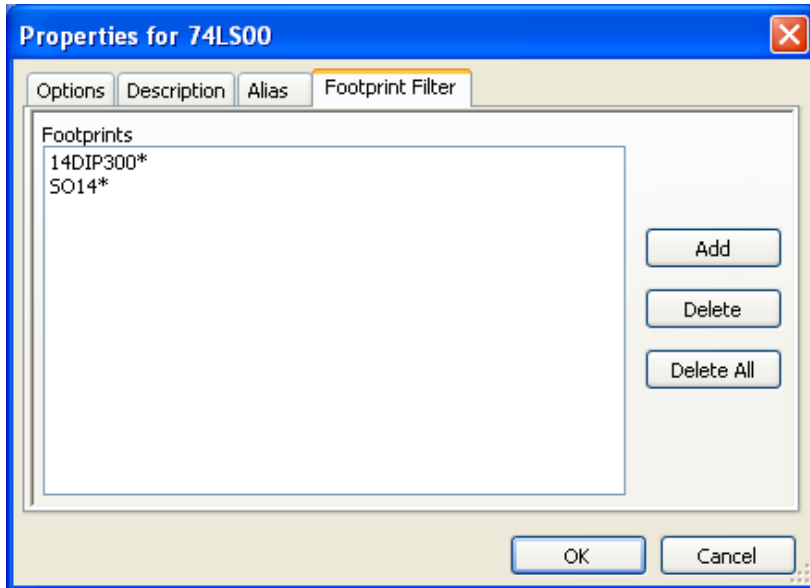 Properties for 74LS00
Options Description Alias Footprint Filter
Footprints
14DIP300*
SO14*
Add
Delete
Delete All
OK Cancel